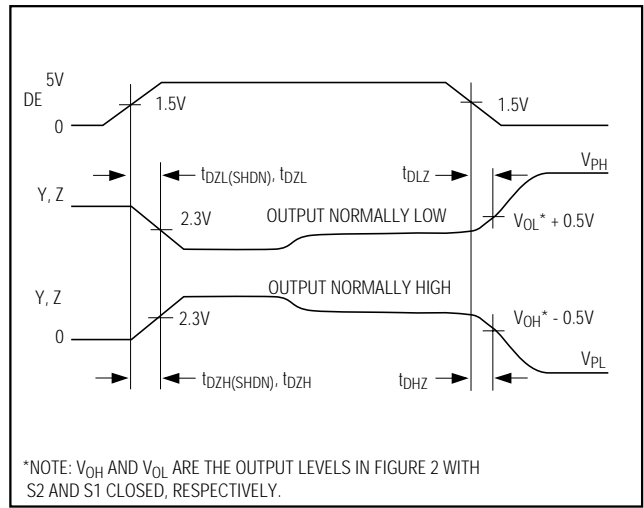 5V
DE
1.5V
1.5V
0
tDZL(SHDN), tDZL
tDLZ
VPH
Y, Z
2.3V
OUTPUT NORMALLY LOW
VOL* + 0.5V
OUTPUT NORMALLY HIGH
Y, Z
2.3V
VOH* - 0.5V
0
VPL
tDZH(SHDN), tDZH
tDHZ
*NOTE: VOH AND VOL ARE THE OUTPUT LEVELS IN FIGURE 2 WITH
S2 AND S1 CLOSED, RESPECTIVELY.